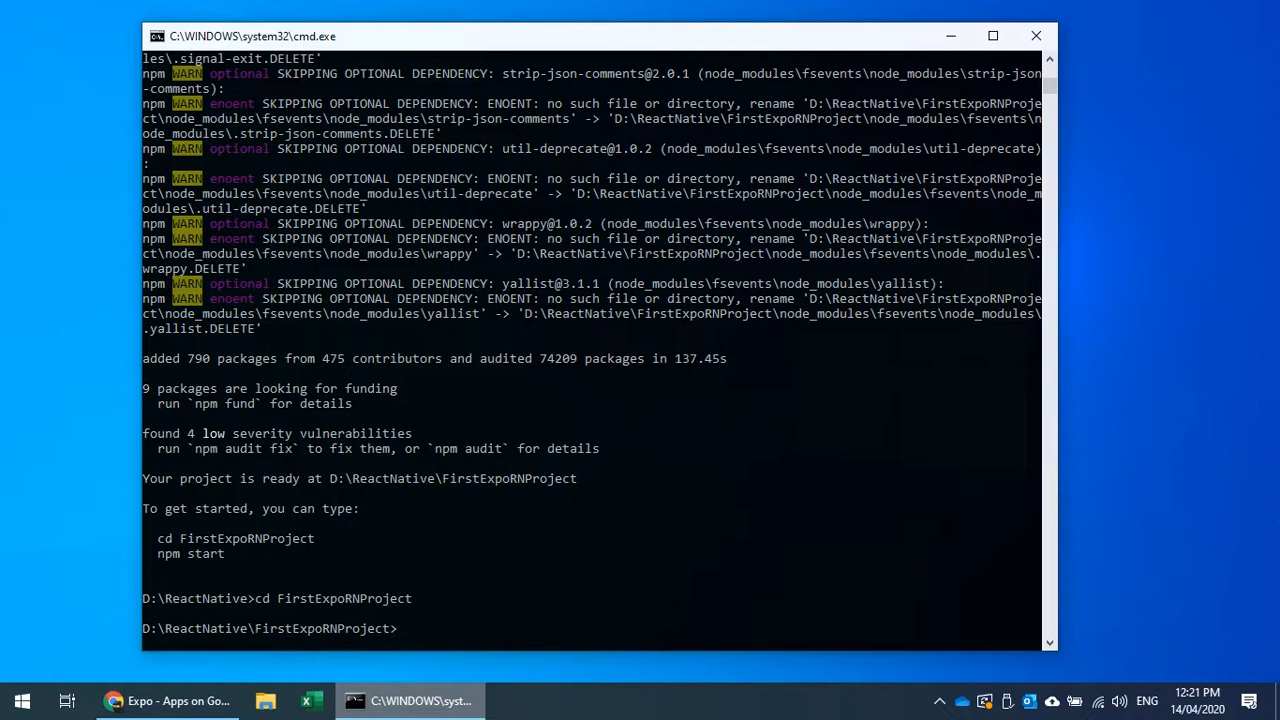 C:\WINDOWS\system32\cmd.exe
les\.signal-exit.DELETE'
npm WARN optional SKIPPING OPTIONAL DEPENDENCY: strip-json-comments@2.0.1 (node_modules\fsevents\node_modules\strip-json
-comments):
npm WARN enoent SKIPPING OPTIONAL DEPENDENCY: ENOENT: no such file or directory, rename 'D:\ReactNative\FirstExpoRNProje
ct\node_modules\fsevents\node_modules\strip-json-comments' -> 'D:\ReactNative\FirstExpoRNProject\node_modules\fsevents\n
ode_modules\.strip-json-comments.DELETE'
npm WARN optional SKIPPING OPTIONAL DEPENDENCY: util-deprecate@1.0.2 (node_modules\fsevents\node_modules\util-deprecate)
:
npm WARN enoent SKIPPING OPTIONAL DEPENDENCY: ENOENT: no such file or directory, rename 'D:\ReactNative\FirstExpoRNProje
ct\node_modules\fsevents\node_modules\util-deprecate' -> 'D:\ReactNative\FirstExpoRNProject\node_modules\fsevents\node_m
odules\.util-deprecate.DELETE'
npm WARN optional SKIPPING OPTIONAL DEPENDENCY: wrappy@1.0.2 (node_modules\fsevents\node_modules\wrappy):
npm WARN enoent SKIPPING OPTIONAL DEPENDENCY: ENOENT: no such file or directory, rename 'D:\ReactNative\FirstExpoRNProje
ct\node_modules\fsevents\node_modules\wrappy' -> 'D:\ReactNative\FirstExpoRNProject\node_modules\fsevents\node_modules\.
wrappy.DELETE'
npm WARN optional SKIPPING OPTIONAL DEPENDENCY: yallist@3.1.1 (node_modules\fsevents\node_modules\yallist):
npm WARN enoent SKIPPING OPTIONAL DEPENDENCY: ENOENT: no such file or directory, rename 'D:\ReactNative\FirstExpoRNProje
ct\node_modules\fsevents\node_modules\yallist' -> 'D:\ReactNative\FirstExpoRNProject\node_modules\fsevents\node_modules\
.yallist.DELETE'
added 790 packages from 475 contributors and audited 74209 packages in 137.45s
9 packages are looking for funding
run `npm fund` for details
found 4 low severity vulnerabilities
run `npm audit fix` to fix them, or `npm audit` for details
Your project is ready at D:\ReactNative\FirstExpoRNProject
To get started, you can type:
cd FirstExpoRNProject
npm start
D:\ReactNative>cd FirstExpoRNProject
D:\ReactNative\FirstExpoRNProject>
Expo - Apps on Go...
C:\WINDOWS\syst...
ENG
12:21 PM
14/04/2020